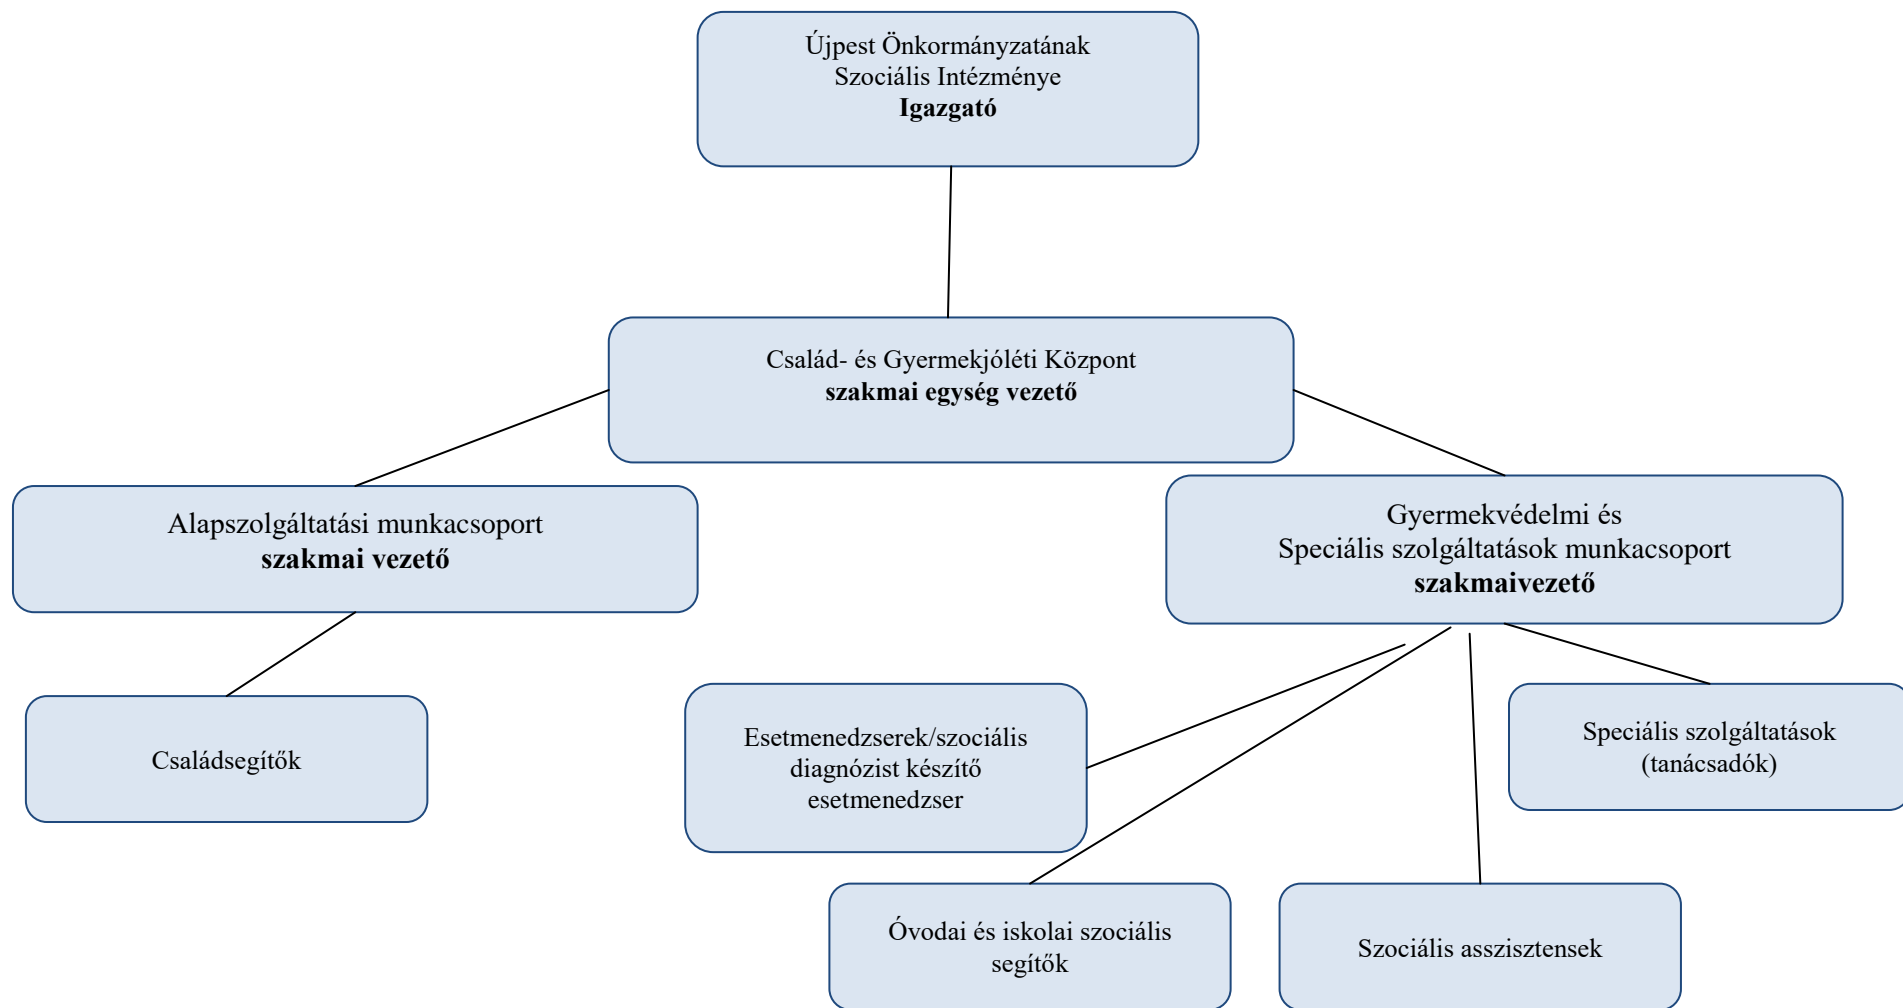 Újpest Önkormányzatának
Szociális Intézménye
Igazgató
Család- és Gyermekjóléti Központ
szakmai egység vezető
Alapszolgáltatási munkacsoport
szakmai vezető
Gyermekvédelmi és
Speciális szolgáltatások munkacsoport
szakmaivezető
Családsegítők
Esetmenedzserek/szociális
diagnózist készítő
esetmenedzser
Speciális szolgáltatások
(tanácsadók)
Óvodai és iskolai szociális
segítők
Szociális asszisztensek